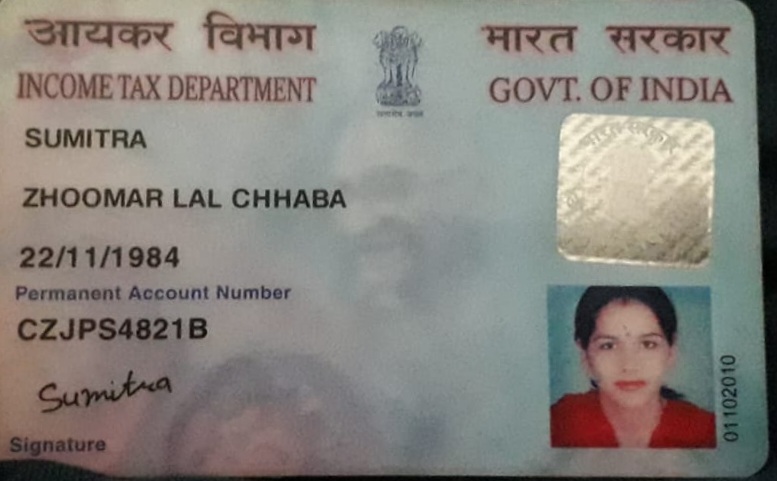 आयकर विभाग
भारत सरकार
INCOME TAX DEPARTMENT
GOVT. OF INDIA
SUMITRA
ZHOOMAR LAL CHHABA
22/11/1984
Permanent Account Number
CZJPS4821B
Sumitra
Signature
01102010